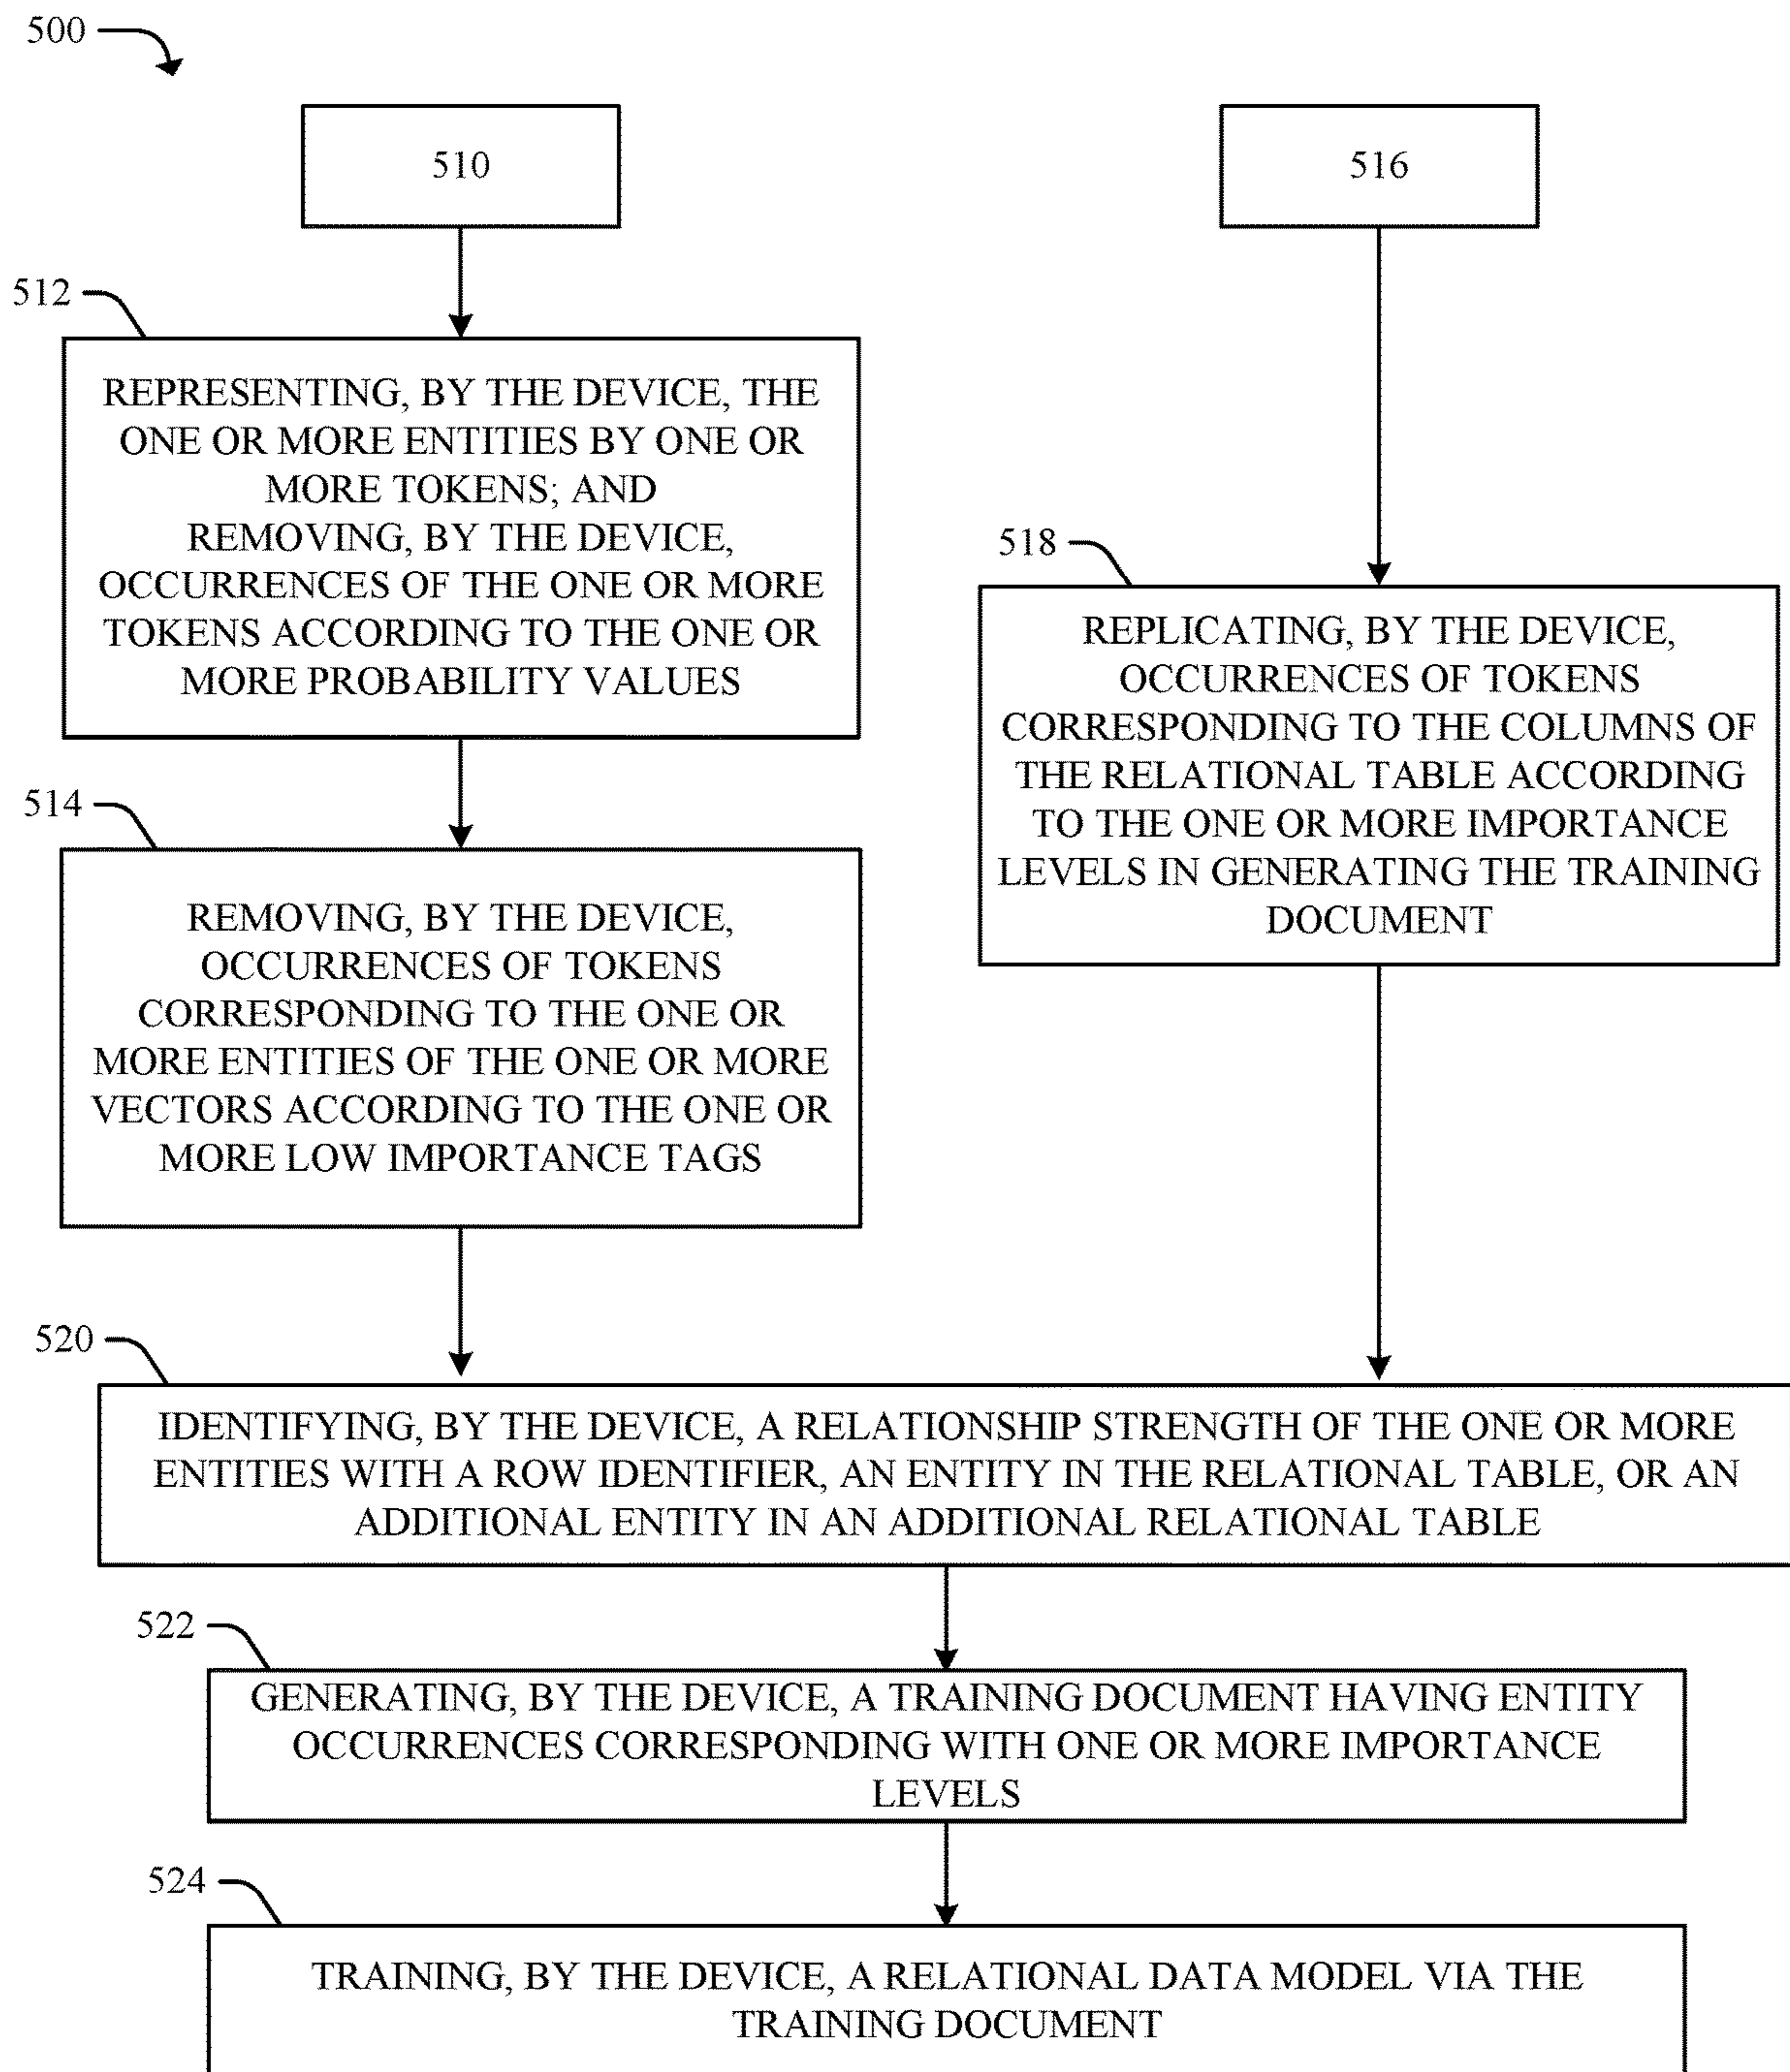 500
510
516
512
REPRESENTING, BY THE DEVICE, THE
ONE OR MORE ENTITIES BY ONE OR
MORE TOKENS; AND
REMOVING, BY THE DEVICE,
OCCURRENCES OF THE ONE OR MORE
TOKENS ACCORDING TO THE ONE OR
MORE PROBABILITY VALUES
514
REMOVING, BY THE DEVICE,
OCCURRENCES OF TOKENS
CORRESPONDING TO THE ONE OR
MORE ENTITIES OF THE ONE OR MORE
VECTORS ACCORDING TO THE ONE OR
MORE LOW IMPORTANCE TAGS
518
REPLICATING, BY THE DEVICE,
OCCURRENCES OF TOKENS
CORRESPONDING TO THE COLUMNS OF
THE RELATIONAL TABLE ACCORDING
TO THE ONE OR MORE IMPORTANCE
LEVELS IN GENERATING THE TRAINING
DOCUMENT
520
IDENTIFYING, BY THE DEVICE, A RELATIONSHIP STRENGTH OF THE ONE OR MORE
ENTITIES WITH A ROW IDENTIFIER, AN ENTITY IN THE RELATIONAL TABLE, OR AN
ADDITIONAL ENTITY IN AN ADDITIONAL RELATIONAL TABLE
522
GENERATING, BY THE DEVICE, A TRAINING DOCUMENT HAVING ENTITY
OCCURRENCES CORRESPONDING WITH ONE OR MORE IMPORTANCE
LEVELS
524
TRAINING, BY THE DEVICE, A RELATIONAL DATA MODEL VIA THE
TRAINING DOCUMENT